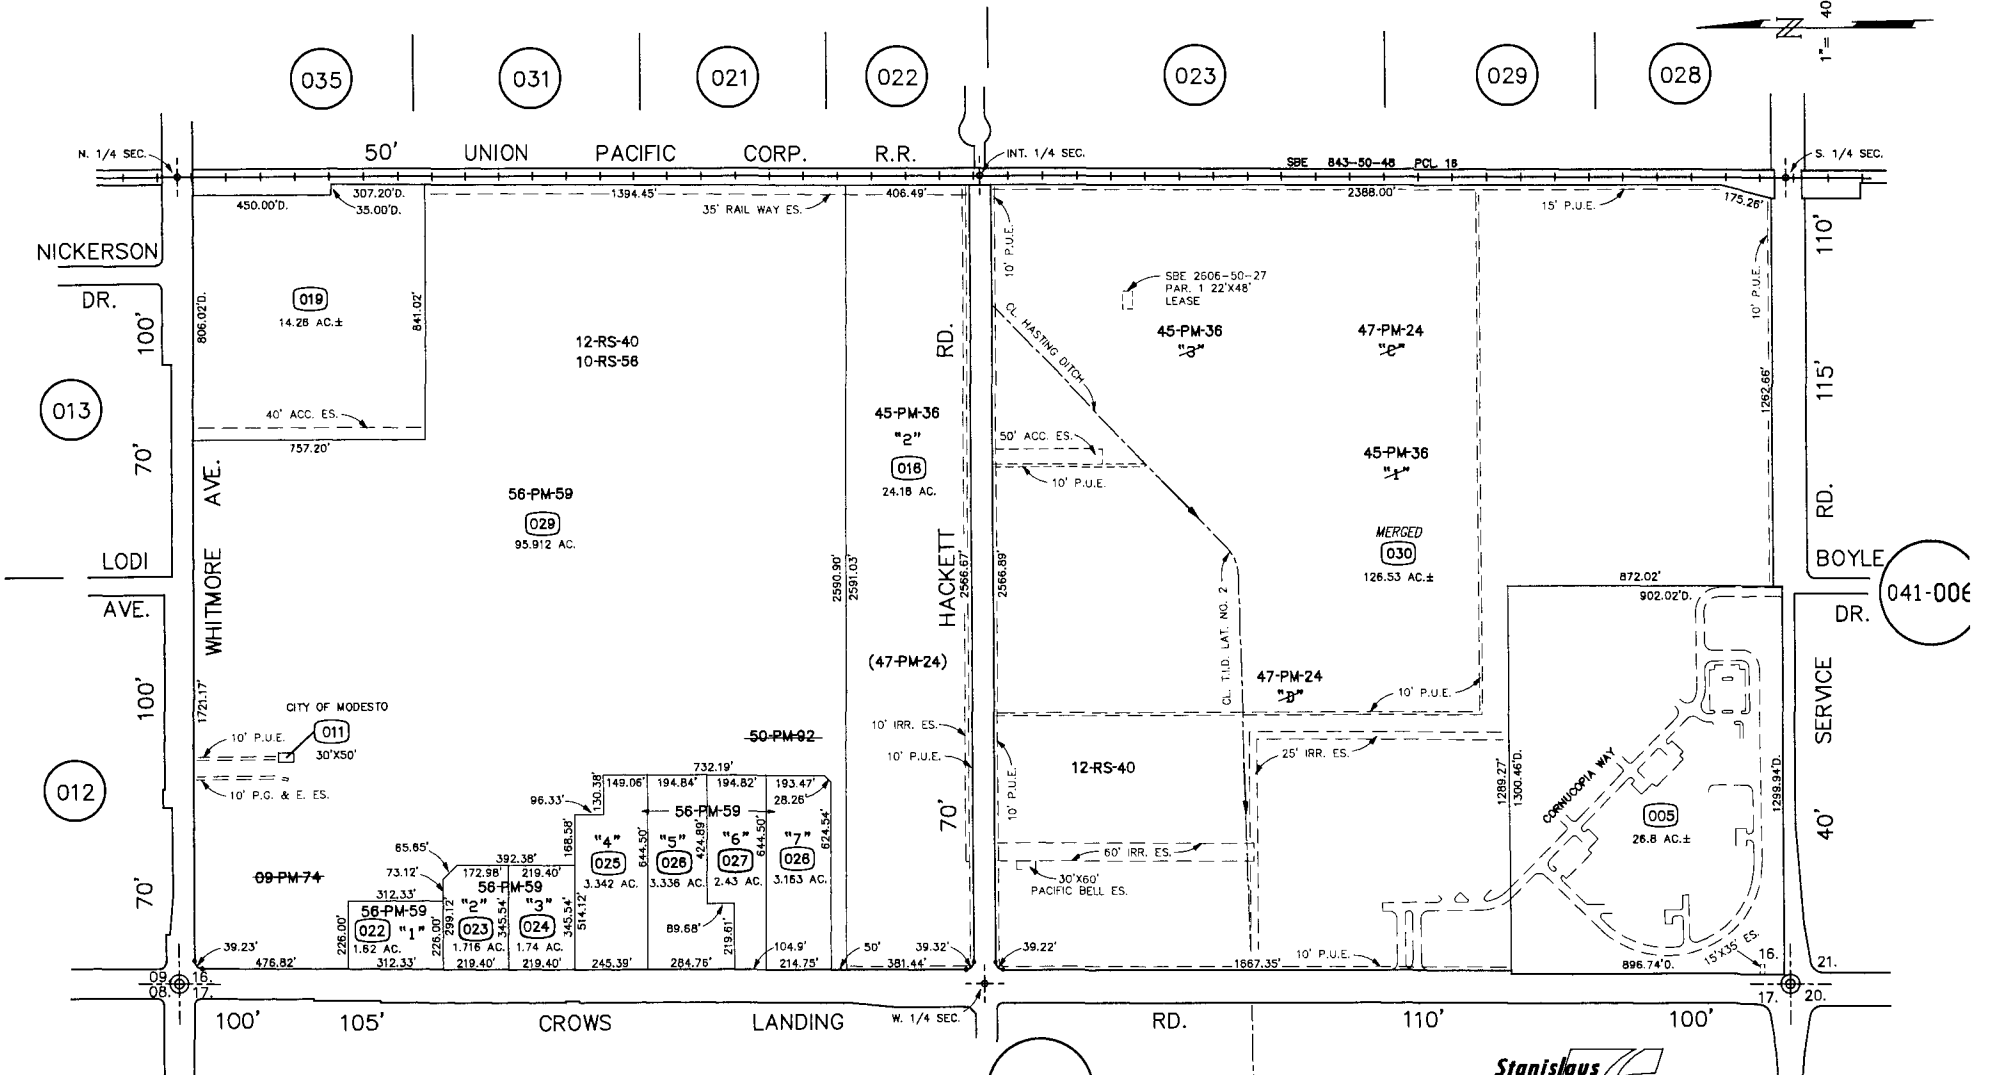 1"= 40
N
035
031
021
022
023
029
028
N. 1/4 SEC.
50' UNION PACIFIC CORP. R.R.
INT. 1/4 SEC.
SBE 843-50-48 PCL 16
S. 1/4 SEC.
450.00'D.
307.20'D.
35.00'D.
1394.45'
35' RAIL WAY ES.
406.49'
2388.00'
15' P.U.E.
175.26'
NICKERSON
DR.
110'
10' P.U.E.
10' P.U.E.
SBE 2606-50-27
PAR. 1 22'X48'
LEASE
019
14.26 AC.±
806.02'D.
841.02'
100'
12-RS-40
10-RS-56
RD.
CL. HASTING DITCH
45-PM-36
"3"
47-PM-24
"C"
115'
1262.66'
013
40' ACC. ES.
757.20'
70'
45-PM-36
"2"
016
24.18 AC.
50' ACC. ES.
10' P.U.E.
45-PM-36
"1"
WHITMORE AVE.
56-PM-59
029
95.912 AC.
HACKETT
MERGED
030
126.53 AC.±
RD.
LODI
AVE.
2590.90'
2591.03'
2566.67'
2566.89'
BOYLE
DR.
041-006
872.02'
902.02'D.
CL. T.I.D. LAT. NO. 2
(47-PM-24)
47-PM-24
"D"
10' P.U.E.
100'
1721.17'
CITY OF MODESTO
011
30'X50'
10' P.U.E.
10' P.G. & E. ES.
10' IRR. ES.
10' P.U.E.
50-PM-92
SERVICE
25' IRR. ES.
12-RS-40
10' P.U.E.
012
732.19'
149.06'
194.84'
194.82'
193.47'
28.26'
130.38'
96.33'
56-PM-59
"4"
025
3.342 AC.
"5"
026
3.336 AC.
"6"
027
2.43 AC.
"7"
028
3.163 AC.
168.58'
644.50'
424.89'
644.50'
624.54'
70'
1289.27'
1300.46'D.
CORNUCOPIA WAY
005
26.8 AC.±
1299.94'D.
40'
65.65'
73.12'
392.38'
172.98'
219.40'
09-PM-74
312.33'
56-PM-59
56-PM-59
022
"1"
1.62 AC.
"2"
023
1.716 AC.
"3"
024
1.74 AC.
226.00'
226.00'
299.12'
345.54'
345.54'
514.12'
89.68'
219.61'
60' IRR. ES.
30'X60'
PACIFIC BELL ES.
70'
39.23'
476.82'
312.33'
219.40'
219.40'
245.39'
284.76'
104.9'
214.75'
50'
381.44'
39.32'
39.22'
1667.35'
10' P.U.E.
896.74'D.
15'X35' ES.
09.
16.
08.
17.
16.
21.
17.
20.
100' 105' CROWS LANDING
W. 1/4 SEC.
RD. 110' 100'
Stanislaus